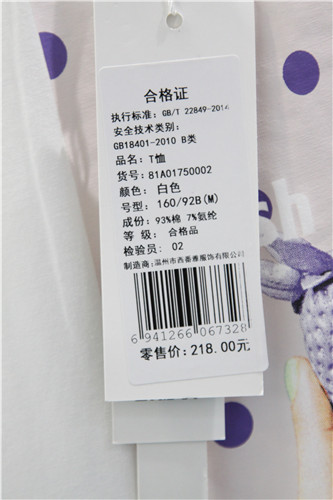 合格证
执行标准: GB/T 22849-2014
安全技术类别:
GB18401-2010 B类
品名: T恤
货号: 81A01750002
颜色: 白色
号型: 160/92B(M)
成份: 93%棉 7%氨纶
等 级: 合格品
检验员: 02
制造商:温州市西番雅服饰有限公司
6 941266 067328
零售价: 218.00元
sh